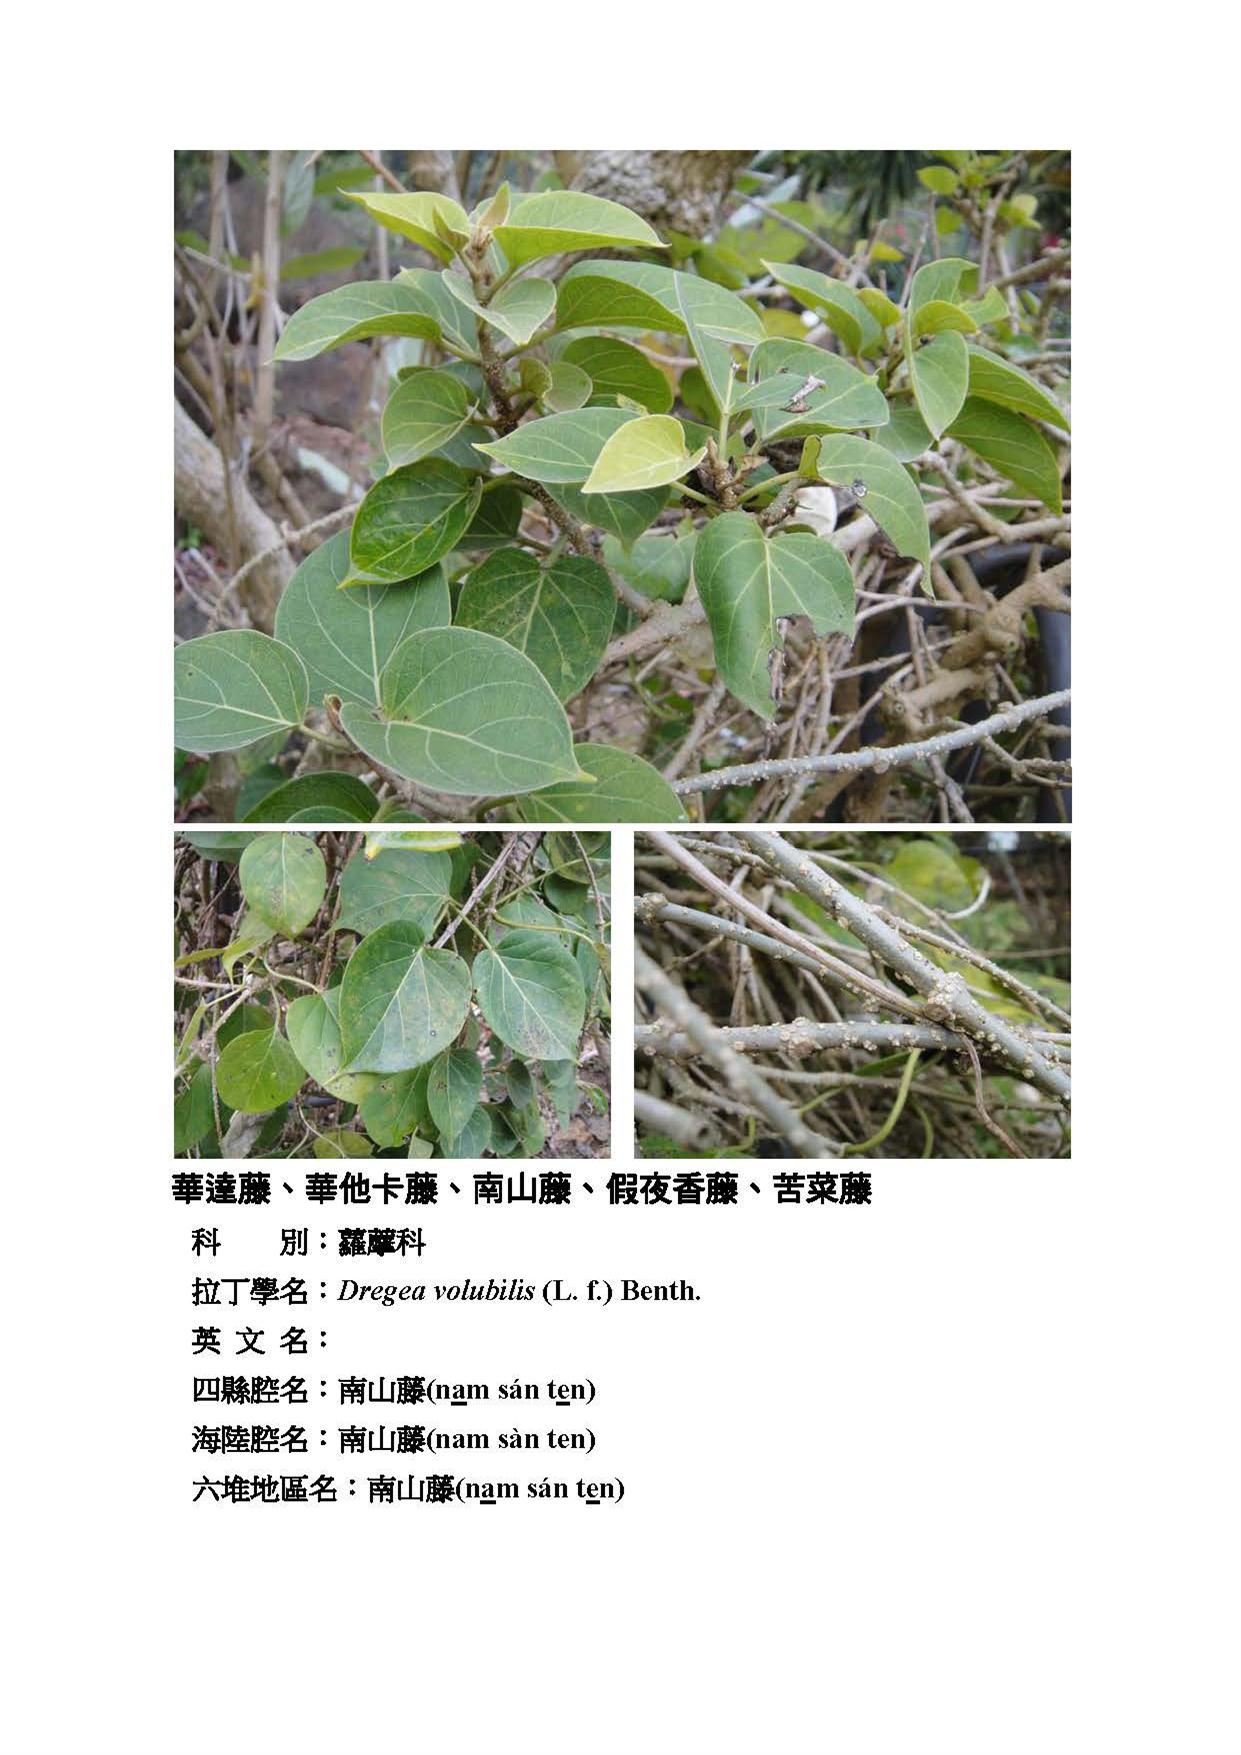 華達藤、華他卡藤、南山藤、假夜香藤、苦菜藤
科　　別：蘿藦科
拉丁學名：Dregea volubilis (L. f.) Benth.
英 文 名：
四縣腔名：南山藤(na̲m sán te̲n)
海陸腔名：南山藤(nam sàn ten)
六堆地區名：南山藤(na̲m sán te̲n)